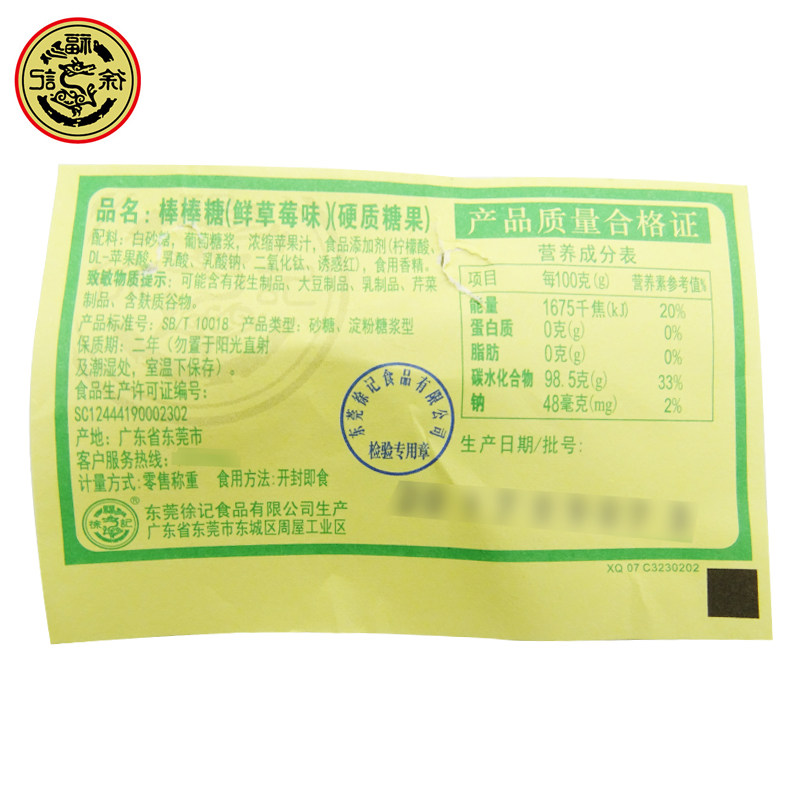 徐福記
品名：棒棒糖(鲜草莓味)(硬质糖果)
配料：白砂糖，葡萄糖浆，浓缩苹果汁，食品添加剂(柠檬酸、
DL-苹果酸、乳酸、乳酸钠、二氧化钛、诱惑红)，食用香精。
致敏物质提示：可能含有花生制品、大豆制品、乳制品、芹菜
制品、含麸质谷物。
产品标准号：SB/T 10018 产品类型：砂糖、淀粉糖浆型
保质期：二年(勿置于阳光直射
及潮湿处，室温下保存)。
食品生产许可证编号：
SC12444190002302
产地：广东省东莞市
客户服务热线：
计量方式：零售称重 食用方法：开封即食
东莞徐记食品有限公司生产
广东省东莞市东城区周屋工业区
徐記
®
东莞徐记食品有限公司
检验专用章
产品质量合格证
营养成分表
项目 每100克(g) 营养素参考值%
能量 1675千焦(kJ) 20%
蛋白质 0克(g) 0%
脂肪 0克(g) 0%
碳水化合物 98.5克(g) 33%
钠 48毫克(mg) 2%
生产日期/批号：
XQ 07 C3230202